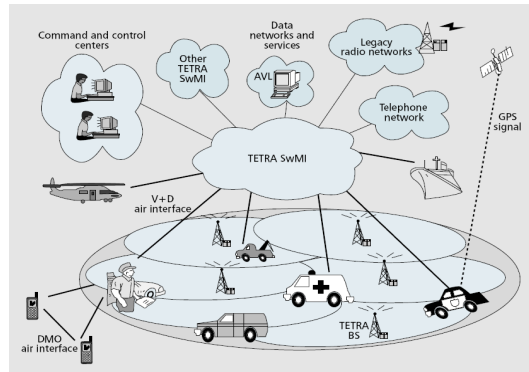 Command and control
centers
Other
TETRA
SwMI
Data
networks and
services
AVL
Legacy
radio networks
Telephone
network
GPS
signal
TETRA SwMI
V+D
air interface
DMO
air interface
TETRA
BS